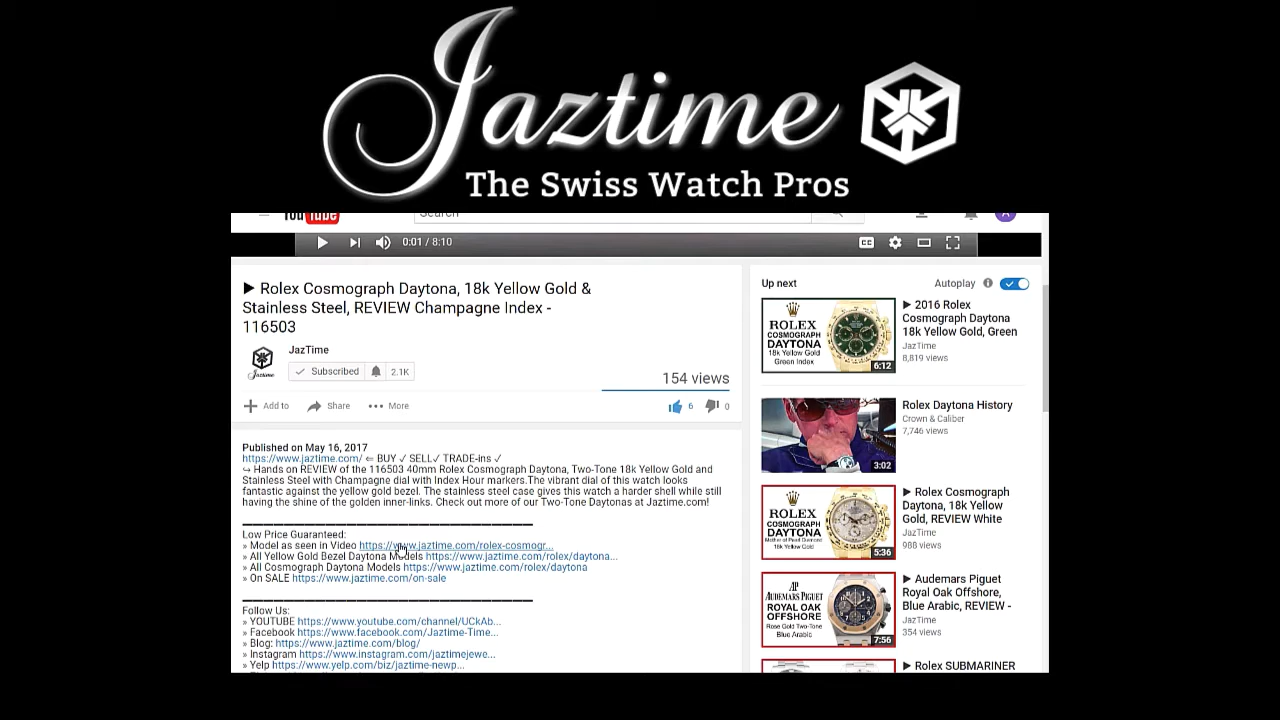 Jaztime
The Swiss Watch Pros
YouTube
Search
0:01 / 8:10
CC
▶ Rolex Cosmograph Daytona, 18k Yellow Gold &
Stainless Steel, REVIEW Champagne Index -
116503
Jaztime
JazTime
Subscribed 2.1K
154 views
Add to Share More
6 0
Published on May 16, 2017
https://www.jaztime.com/ ⇐ BUY ✓ SELL✓ TRADE-ins ✓
↪ Hands on REVIEW of the 116503 40mm Rolex Cosmograph Daytona, Two-Tone 18k Yellow Gold and
Stainless Steel with Champagne dial with Index Hour markers.The vibrant dial of this watch looks
fantastic against the yellow gold bezel. The stainless steel case gives this watch a harder shell while still
having the shine of the golden inner-links. Check out more of our Two-Tone Daytonas at Jaztime.com!
Low Price Guaranteed:
» Model as seen in Video https://www.jaztime.com/rolex-cosmogr...
» All Yellow Gold Bezel Daytona Models https://www.jaztime.com/rolex/daytona...
» All Cosmograph Daytona Models https://www.jaztime.com/rolex/daytona
» On SALE https://www.jaztime.com/on-sale
Follow Us:
» YOUTUBE https://www.youtube.com/channel/UCkAb...
» Facebook https://www.facebook.com/Jaztime-Time...
» Blog: https://www.jaztime.com/blog/
» Instagram https://www.instagram.com/jaztimejewe...
» Yelp https://www.yelp.com/biz/jaztime-newp...
Up next
Autoplay
ROLEX
COSMOGRAPH
DAYTONA
18k Yellow Gold
Green Index
6:12
▶ 2016 Rolex
Cosmograph Daytona
18k Yellow Gold, Green
JazTime
8,819 views
3:02
Rolex Daytona History
Crown & Caliber
7,746 views
ROLEX
COSMOGRAPH
DAYTONA
Mother of Pearl Diamond
18k Yellow Gold
5:36
▶ Rolex Cosmograph
Daytona, 18k Yellow
Gold, REVIEW White
JazTime
988 views
AP
AUDEMARS PIGUET
ROYAL OAK
OFFSHORE
Rose Gold Two-Tone
Blue Arabic
7:56
▶ Audemars Piguet
Royal Oak Offshore,
Blue Arabic, REVIEW -
JazTime
354 views
▶ Rolex SUBMARINER